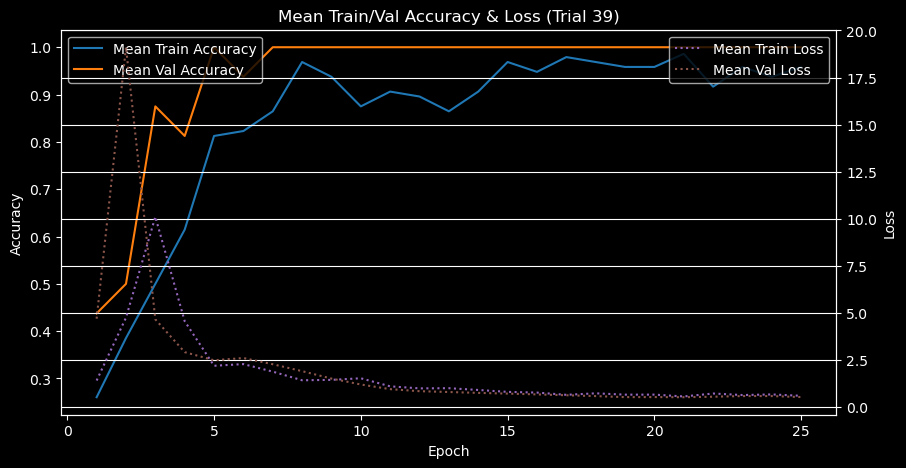 Mean Train/Val Accuracy & Loss (Trial 39)
Mean Train Accuracy
Mean Val Accuracy
Mean Train Loss
Mean Val Loss
1.0
0.9
0.8
0.7
0.6
0.5
0.4
0.3
Accuracy
20.0
17.5
15.0
12.5
10.0
7.5
5.0
2.5
0.0
Loss
0 5 10 15 20 25
Epoch